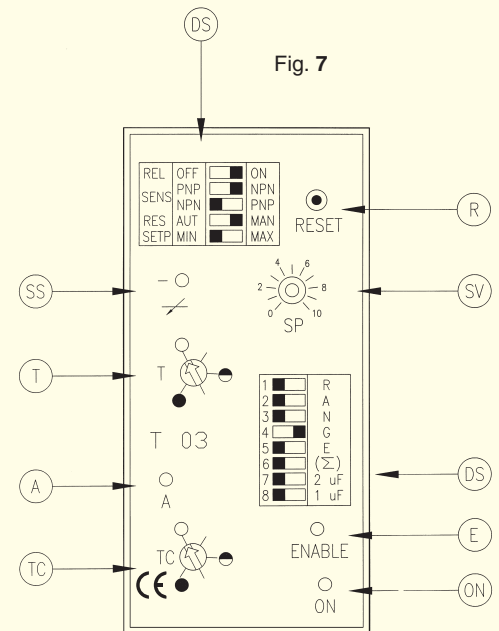 DS
Fig. 7
REL OFF ON
SENS PNP NPN
NPN PNP
RES AUT MAN
SETP MIN MAX
RESET
R
SS
-
4 6
2 8
0 10
SP
SV
T
T
1 R
2 A
3 N
4 G
5 E
6 (Σ)
7 2 uF
8 1 uF
DS
T 03
A
A
E
ENABLE
TC
TC
CE
ON
ON